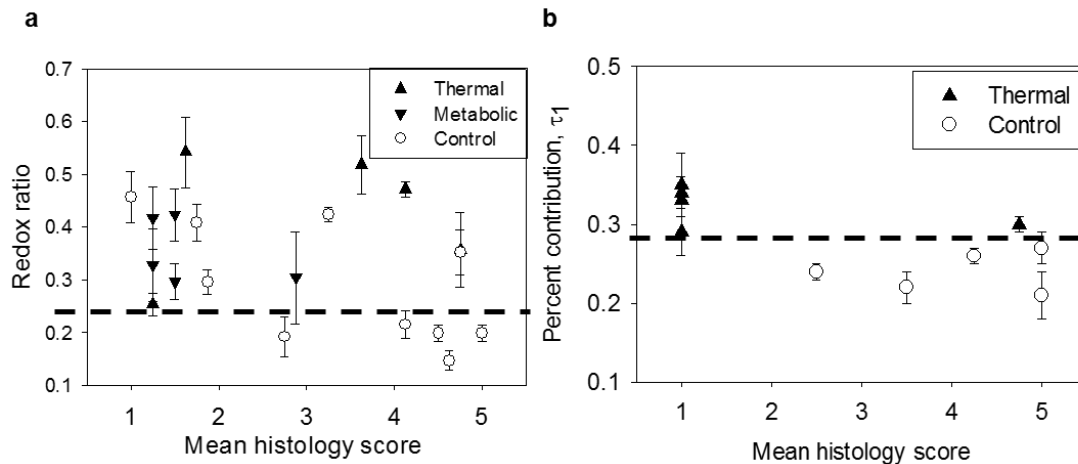 a
0.7
0.6
0.5
0.4
0.3
0.2
0.1
Redox ratio
Thermal
Metabolic
Control
1 2 3 4 5
Mean histology score
b
0.5
0.4
0.3
0.2
0.1
Percent contribution, τ1
Thermal
Control
1 2 3 4 5
Mean histology score